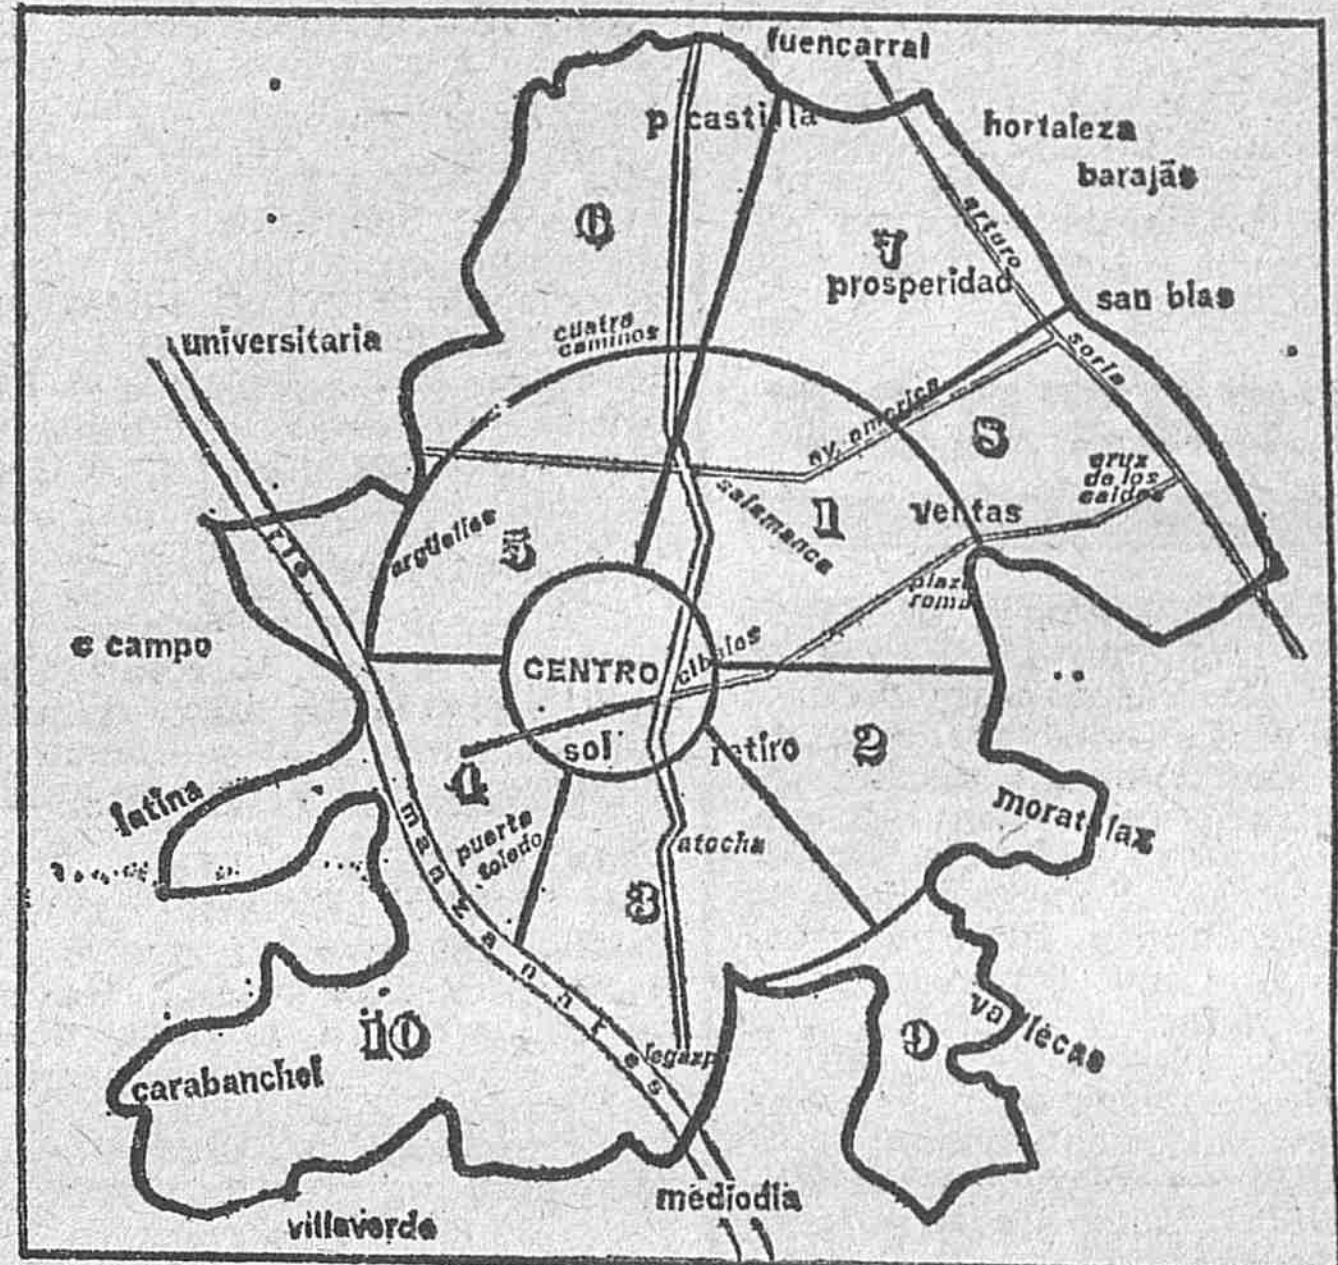 fuencarral
p. castilla
hortaleza
barajas
6
7
arturo
prosperidad
san blas
universitaria
cuatro
caminos
soria
av. america
8
cruz
de los
caidos
salamanca
1
ventas
argüelles
5
rio
plaza
roma
c campo
CENTRO
cibeles
sol
retiro
2
4
latina
moratalaz
manzanares
puerta
toledo
atocha
3
10
vallecas
9
legazpi
carabanchel
mediodia
villaverde